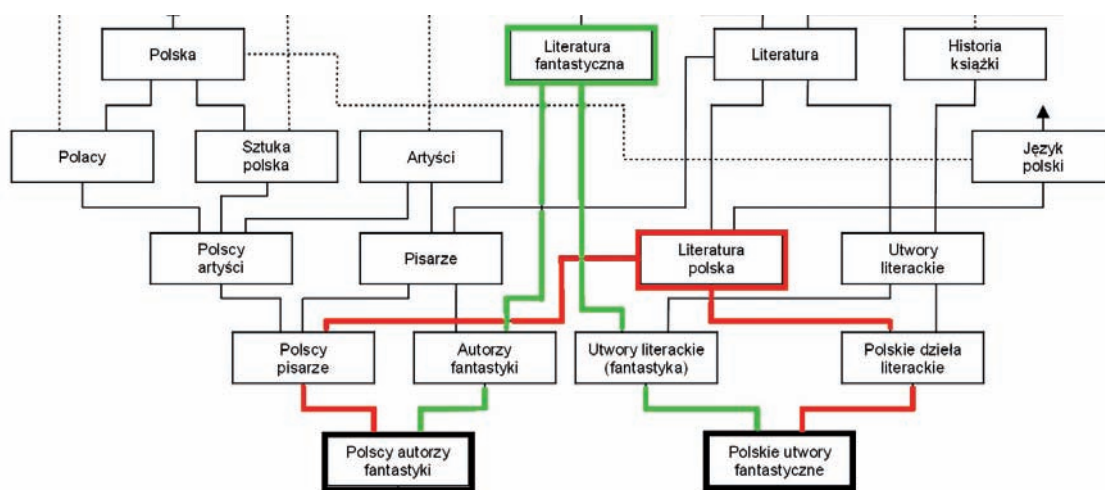 Polska
Literatura
fantastyczna
Literatura
Historia
książki
Polacy
Sztuka
polska
Artyści
Język
polski
Polscy
artyści
Pisarze
Literatura
polska
Utwory
literackie
Polscy
pisarze
Autorzy
fantastyki
Utwory literackie
(fantastyka)
Polskie dzieła
literackie
Polscy autorzy
fantastyki
Polskie utwory
fantastyczne